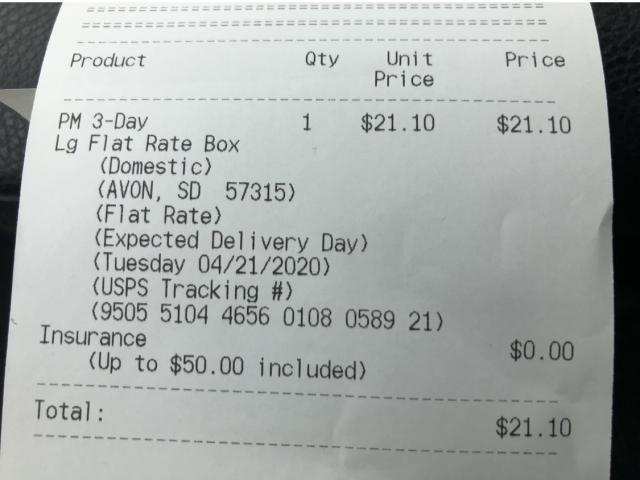 Product Qty Unit Price Price
PM 3-Day 1 $21.10 $21.10
Lg Flat Rate Box
(Domestic)
(AVON, SD 57315)
(Flat Rate)
(Expected Delivery Day)
(Tuesday 04/21/2020)
(USPS Tracking #)
(9505 5104 4656 0108 0589 21)
Insurance $0.00
(Up to $50.00 included)
Total: $21.10